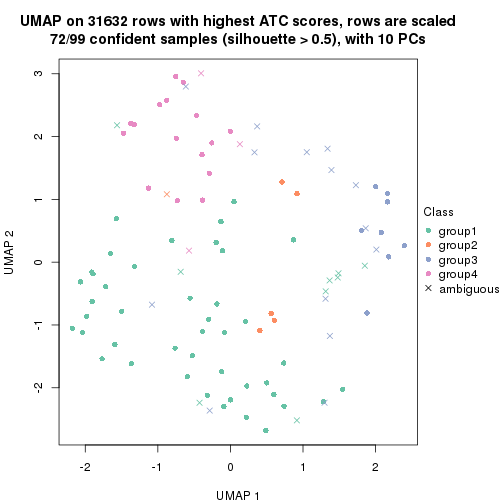 UMAP on 31632 rows with highest ATC scores, rows are scaled
72/99 confident samples (silhouette > 0.5), with 10 PCs
3
2
1
0
-1
-2
UMAP 2
-2
-1
0
1
2
UMAP 1
Class
group1
group2
group3
group4
ambiguous